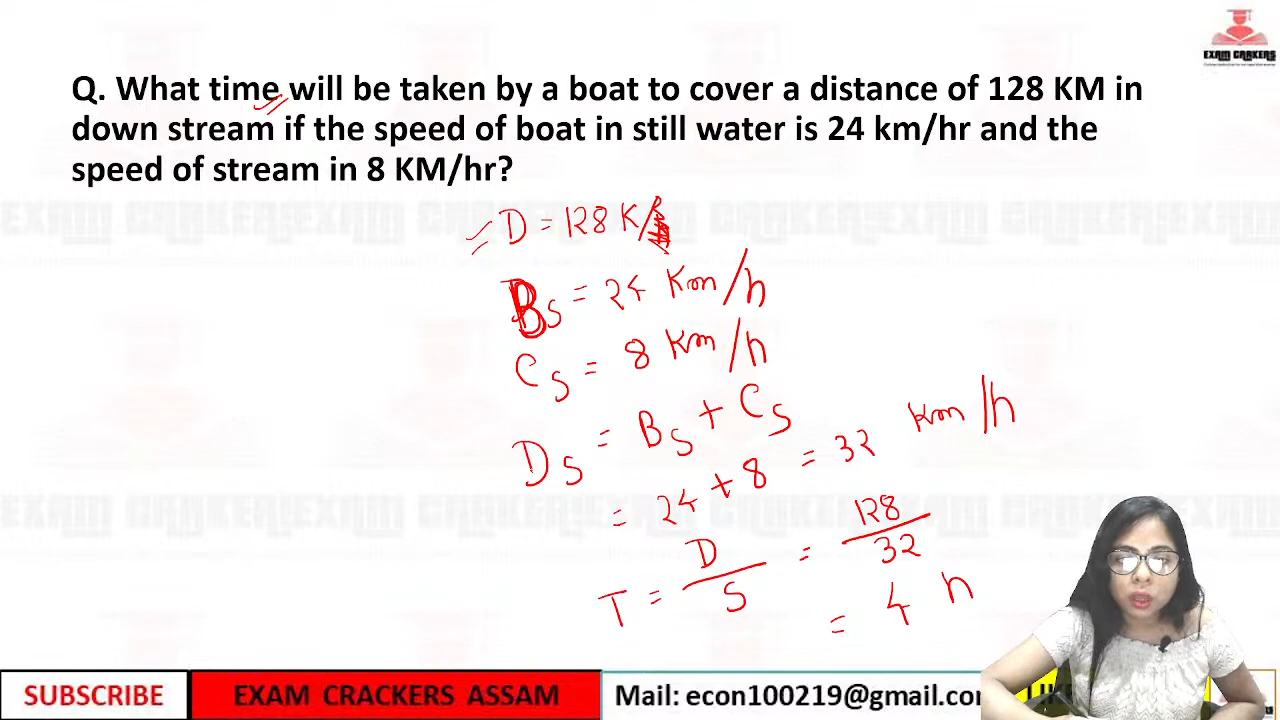 EXAM CRAKERS
Q. What time will be taken by a boat to cover a distance of 128 KM in
down stream if the speed of boat in still water is 24 km/hr and the
speed of stream in 8 KM/hr?
D = 128 K/
BS = 24 Km/h
CS = 8 Km/h
DS = BS + CS
= 24 + 8 = 32 Km/h
T = D/S = 128/32
= 4 h
SUBSCRIBE
EXAM CRACKERS ASSAM
Mail: econ100219@gmail.co